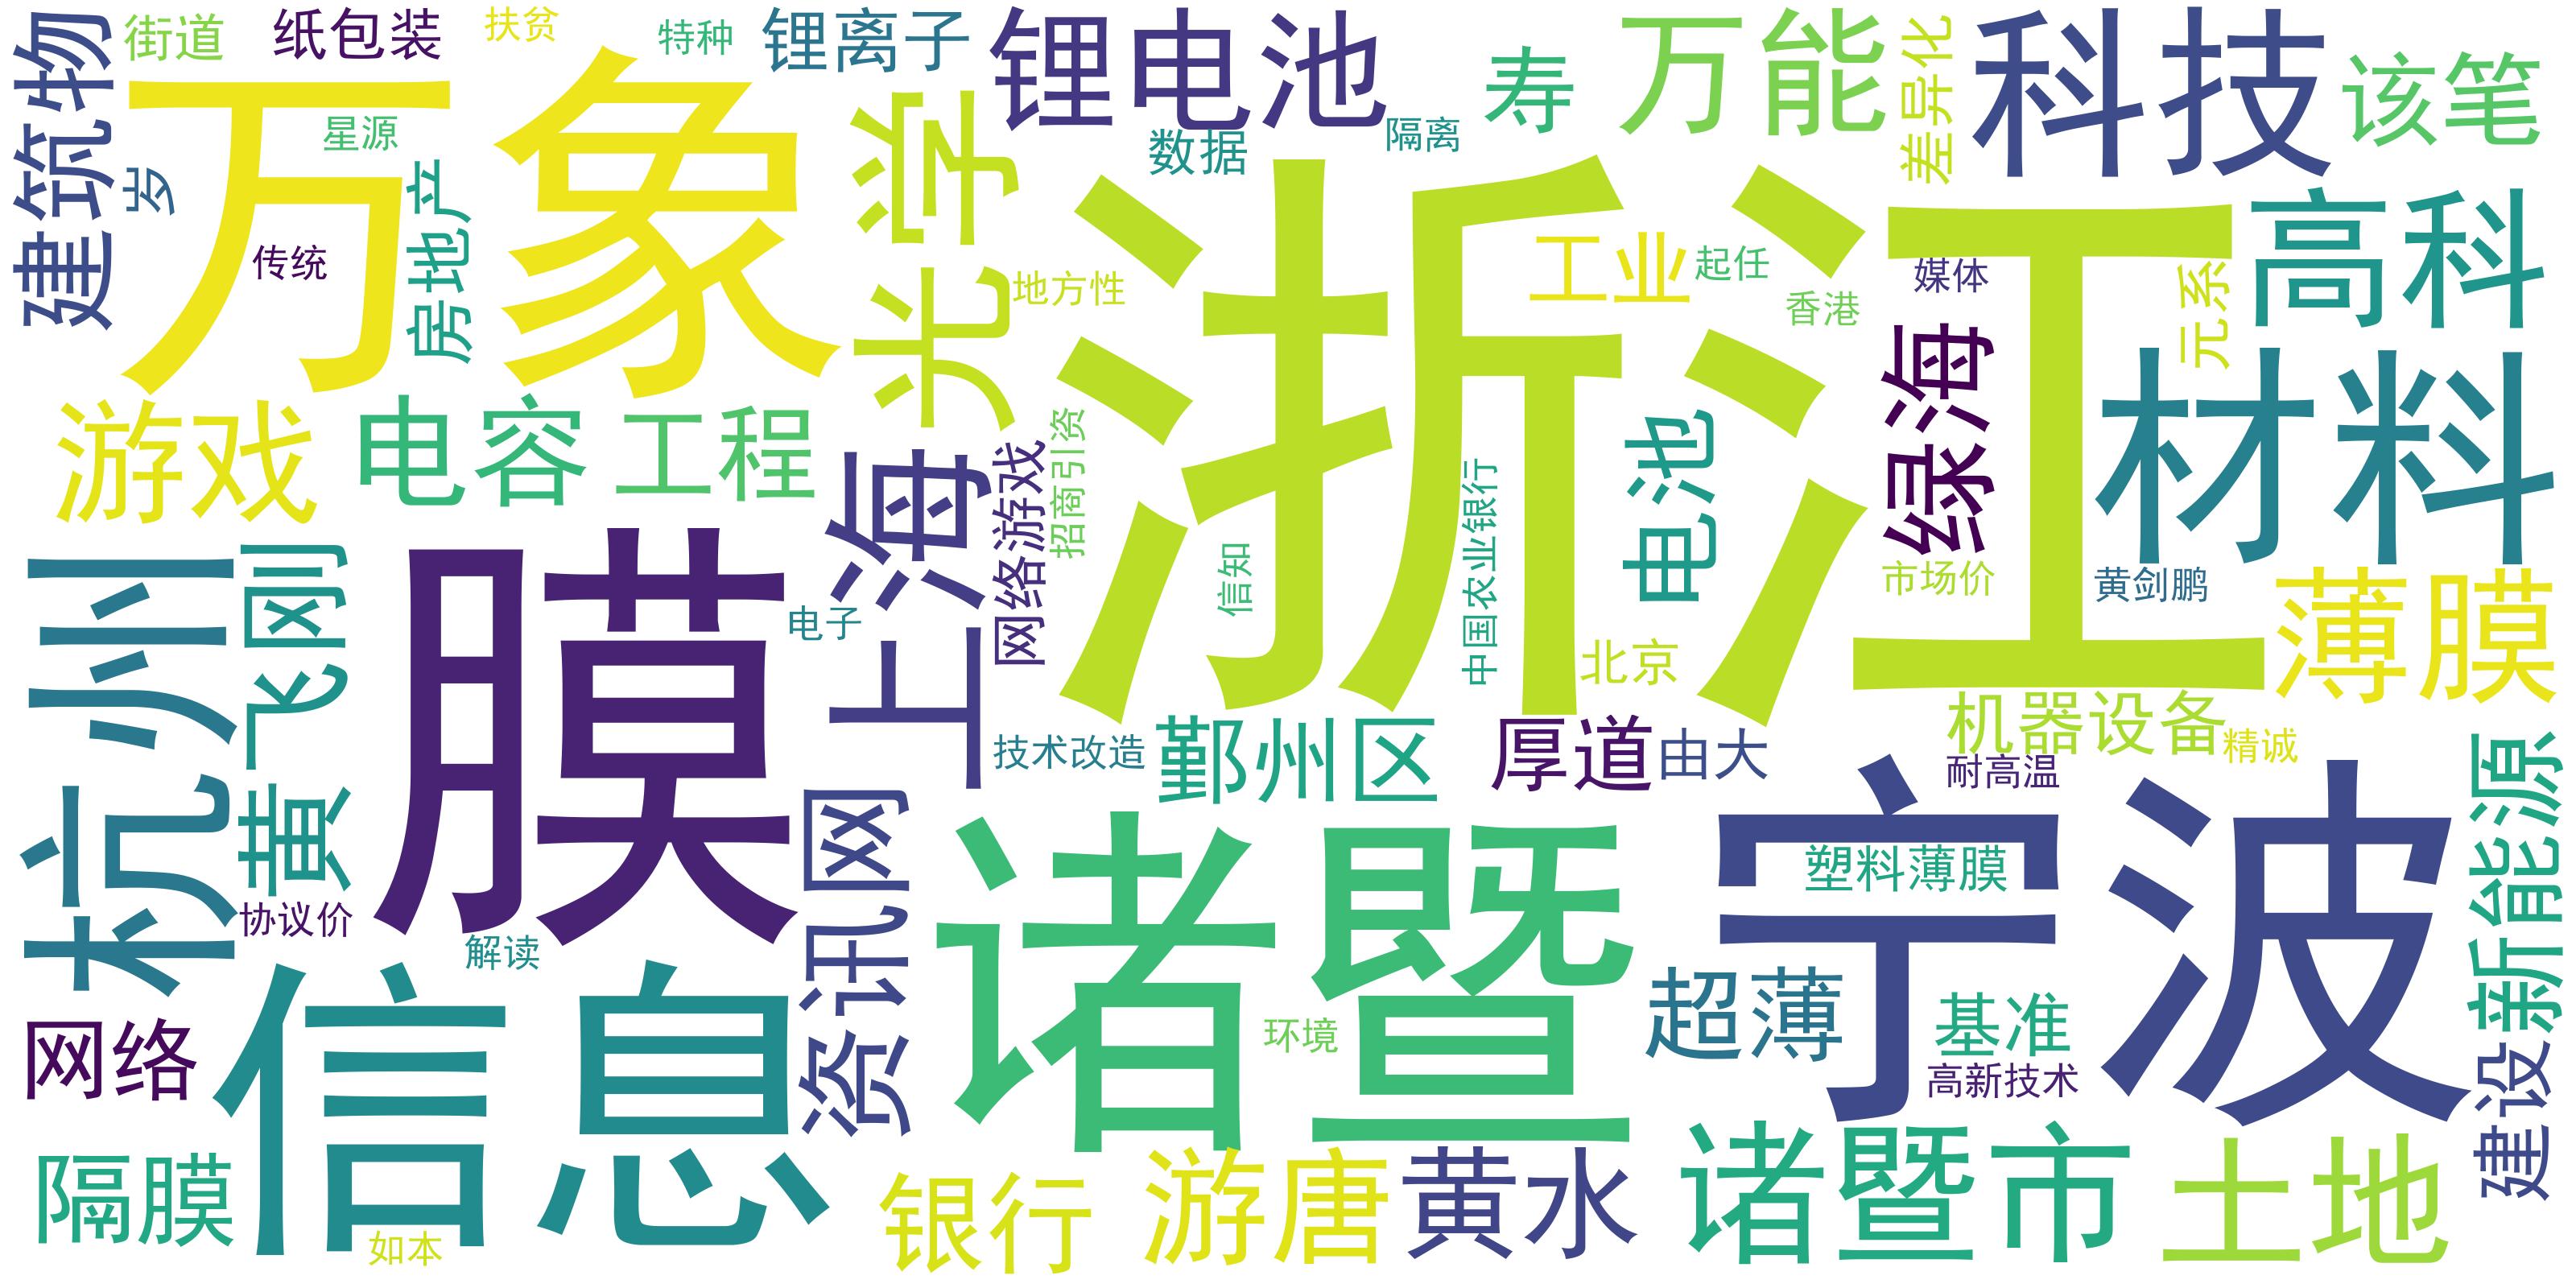 建筑物
街道
纸包装
扶贫
特种
锂离子
锂电池
寿
万能
差异化
科技
该笔
岁
星源
万象
传统
房地产
光学
数据
隔离
浙江
工业
起任
香港
媒体
元系
高科
地方性
绿海
材料
游戏
电容
工程
上海
网络游戏
招商引资
信知
中国农业银行
电池
市场价
黄剑鹏
薄膜
杭州
黄飞刚
膜
电子
北京
机器设备
精诚
技术改造
鄞州区
厚道
由大
耐高温
新能源
协议价
解读
资讯网
诸暨
宁波
塑料薄膜
超薄
基准
高新技术
建设
网络
信息
环境
隔膜
如本
银行
游唐
黄水
诸暨市
土地